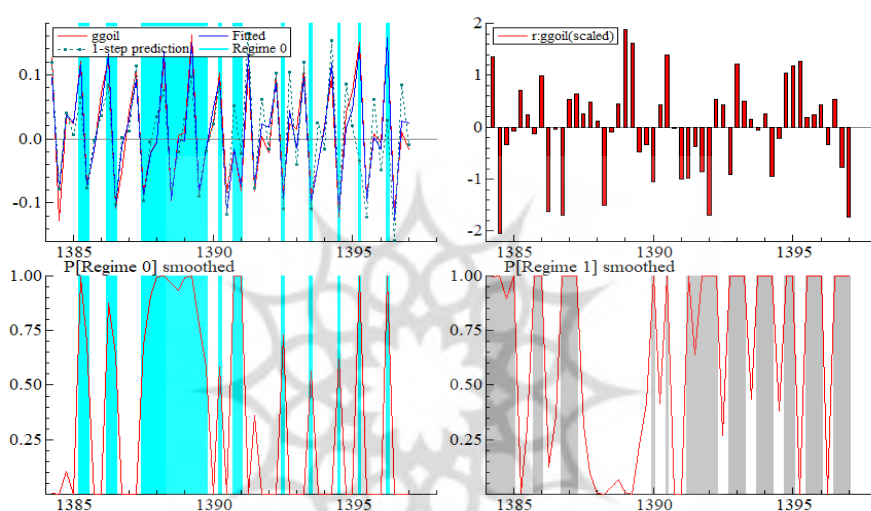 ggoil Fitted
1-step prediction Regime 0
0.1
0.0
-0.1
1385 1390 1395
r:ggoil(scaled)
2
1
0
-1
-2
1385 1390 1395
P[Regime 0] smoothed
1.00
0.75
0.50
0.25
1385 1390 1395
P[Regime 1] smoothed
1.00
0.75
0.50
0.25
1385 1390 1395